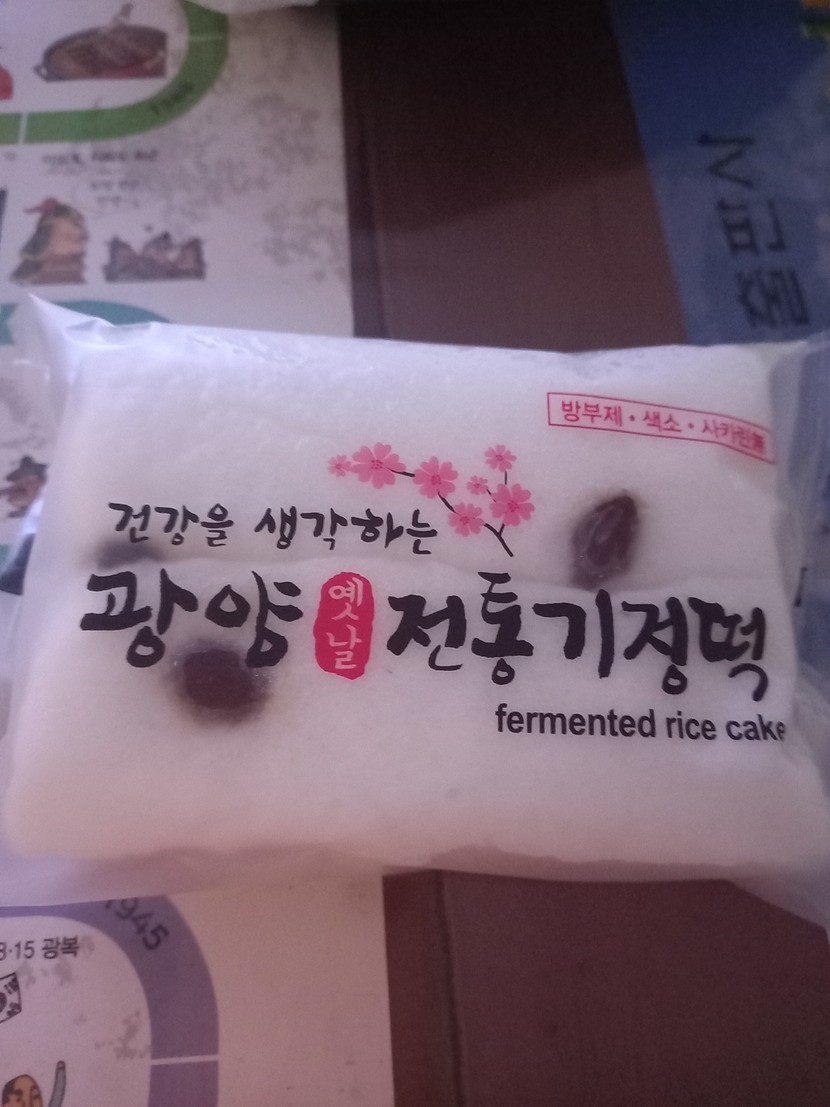 방부제·색소·사카린無
건강을 생각하는
광양 옛날 전통기정떡
fermented rice cake
1945
8·15 광복